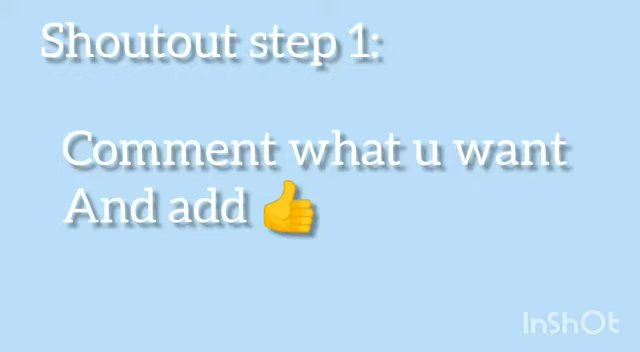 Shoutout step 1:
Comment what u want
And add 👍
InShOt